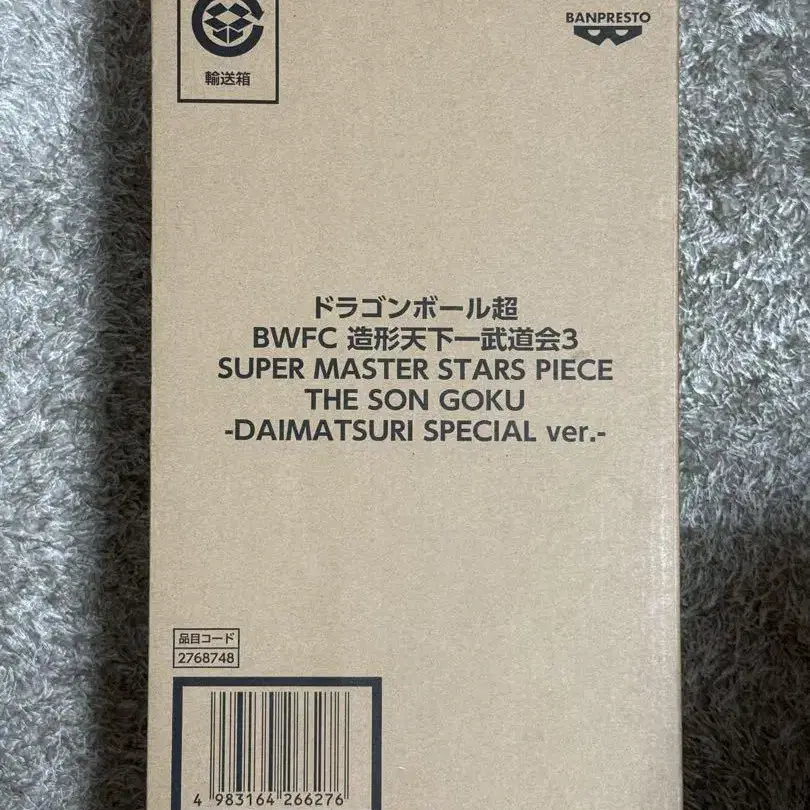 輸送箱
BANPRESTO
ドラゴンボール超
BWFC 造形天下一武道会3
SUPER MASTER STARS PIECE
THE SON GOKU
-DAIMATSURI SPECIAL ver.-
品目コード
2768748
4 983164 266276